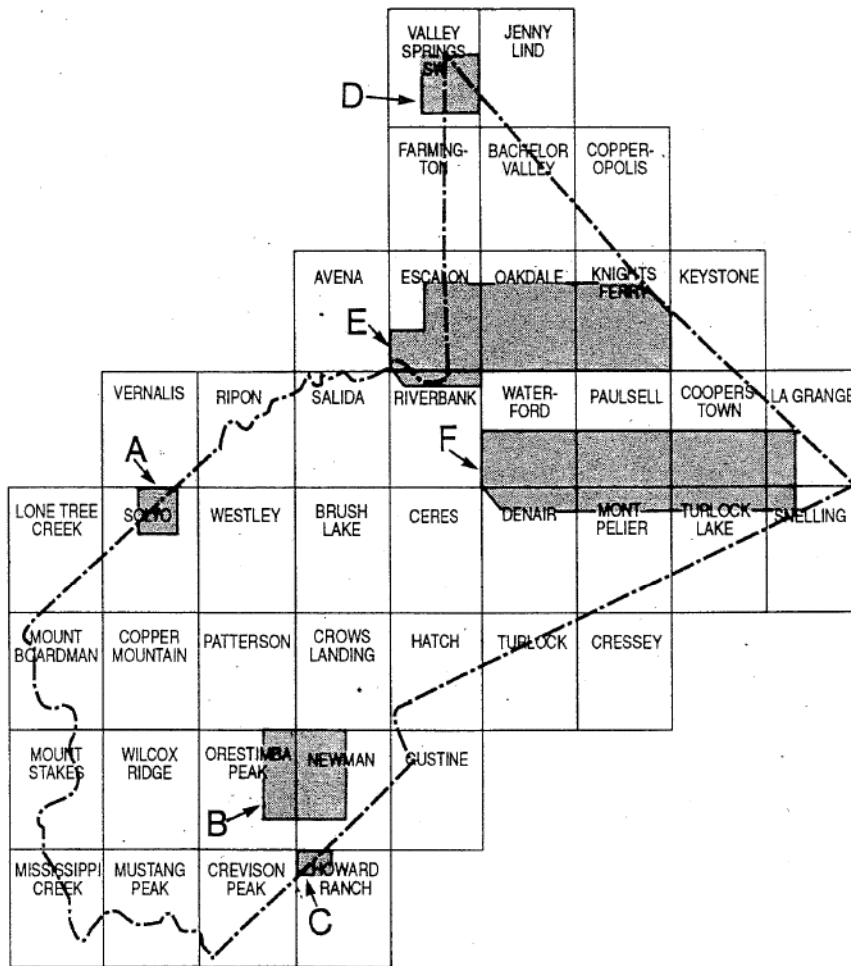 VALLEY
SPRINGS
SW
JENNY
LIND
D
FARMING-
TON
BACHELOR
VALLEY
COPPER-
OPOLIS
AVENA
ESCALON
OAKDALE
KNIGHTS
FERRY
KEYSTONE
E
VERNALIS
RIPON
SALIDA
RIVERBANK
WATER-
FORD
PAULSELL
COOPERS
TOWN
LA GRANGE
A
F
LONE TREE
CREEK
SOLYO
WESTLEY
BRUSH
LAKE
CERES
DENAIR
MONT
PELIER
TURLOCK
LAKE
SNELLING
MOUNT
BOARDMAN
COPPER
MOUNTAIN
PATTERSON
CROWS
LANDING
HATCH
TURLOCK
CRESSEY
MOUNT
STAKES
WILCOX
RIDGE
ORESTIMBA
PEAK
NEWMAN
GUSTINE
B
MISSISSIPPI
CREEK
MUSTANG
PEAK
CREVISON
PEAK
HOWARD
RANCH
C